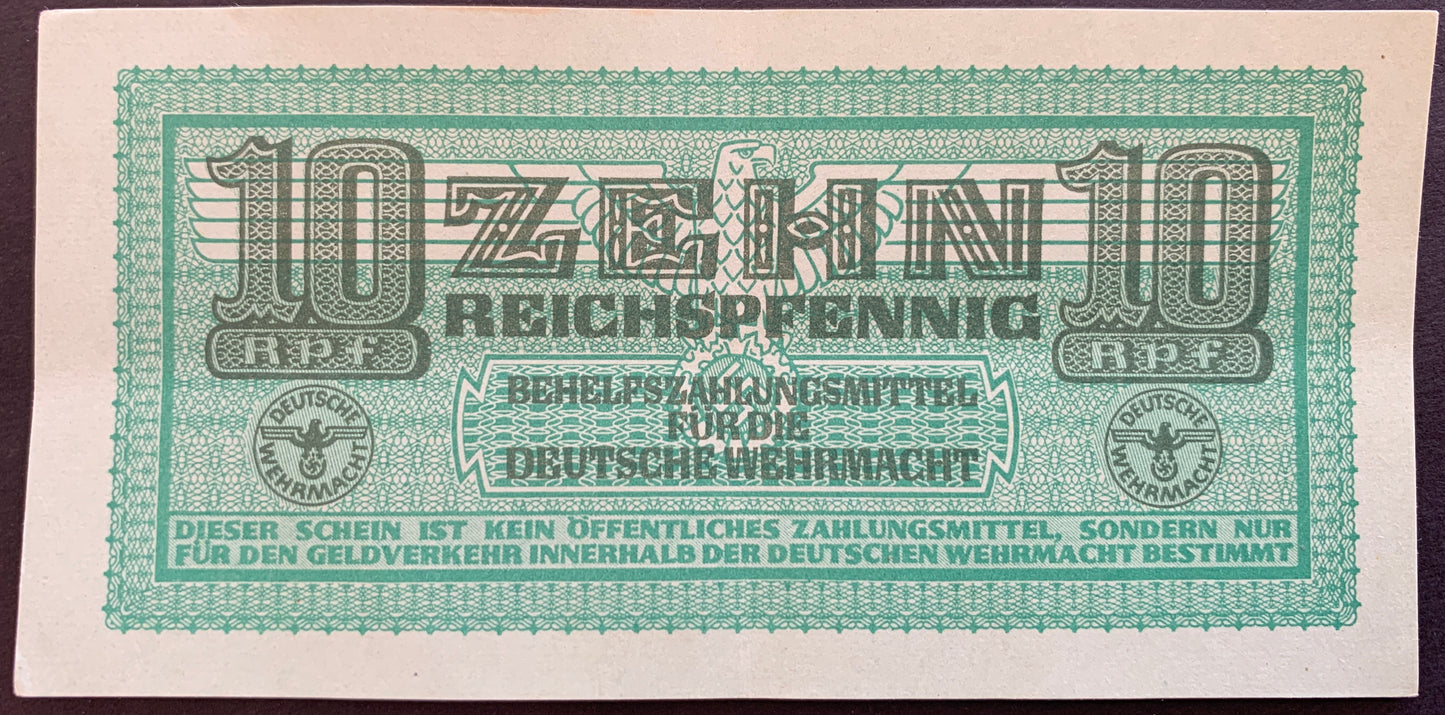 10 ZEHN 10
REICHSPFENNIG
Rpf Rpf
BEHELFSZAHLUNGSMITTEL
FÜR DIE
DEUTSCHE WEHRMACHT
DEUTSCHE WEHRMACHT
DEUTSCHE WEHRMACHT
DIESER SCHEIN IST KEIN ÖFFENTLICHES ZAHLUNGSMITTEL, SONDERN NUR
FÜR DEN GELDVERKEHR INNERHALB DER DEUTSCHEN WEHRMACHT BESTIMMT